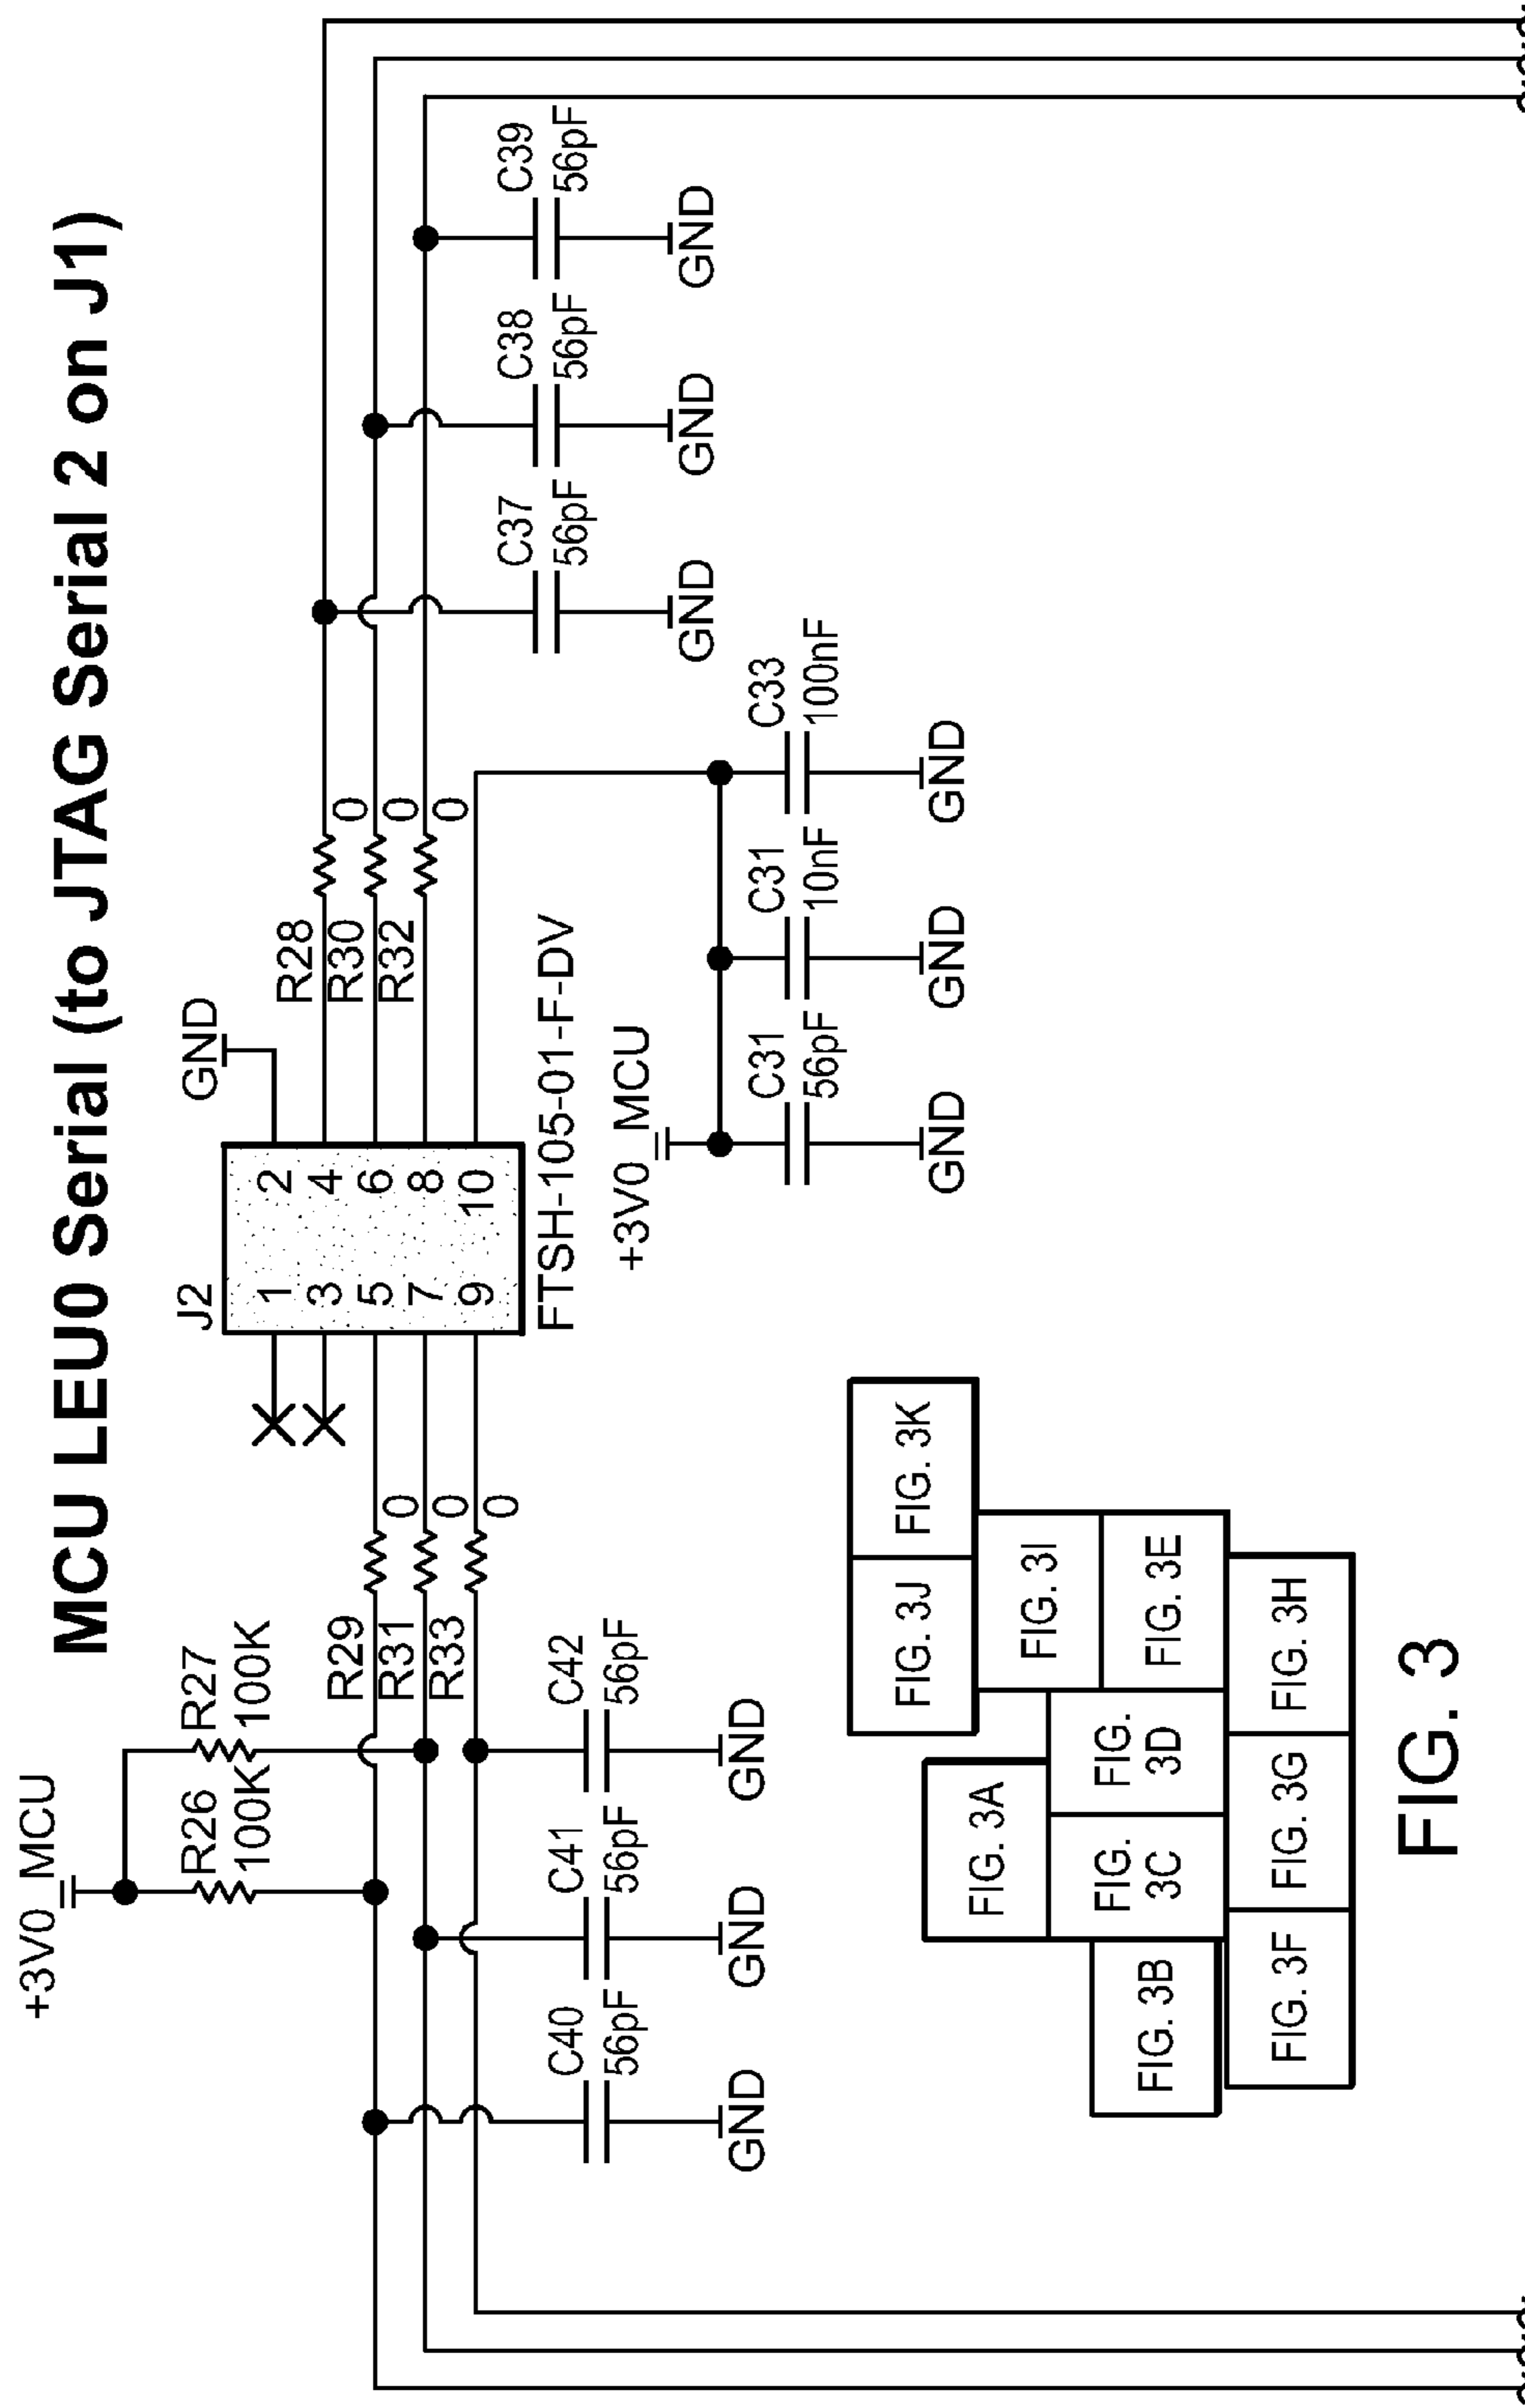 MCU LEU0 Serial (to JTAG Serial 2 on J1)
+3V0_MCU
R26
100K
R27
100K
J2
GND
1 2
3 4
5 6
7 8
9 10
FTSH-105-01-F-DV
R29
0
R31
0
R33
0
R28
0
R30
0
R32
0
C40
56pF
GND
C41
56pF
GND
C42
56pF
GND
C37
56pF
GND
C38
56pF
GND
C39
56pF
GND
+3V0_MCU
C31
56pF
GND
C31
10nF
GND
C33
100nF
GND
FIG. 3J
FIG. 3K
FIG. 3A
FIG. 3I
FIG.
3C
FIG.
3D
FIG. 3E
FIG. 3B
FIG. 3F
FIG. 3G
FIG. 3H
FIG. 3